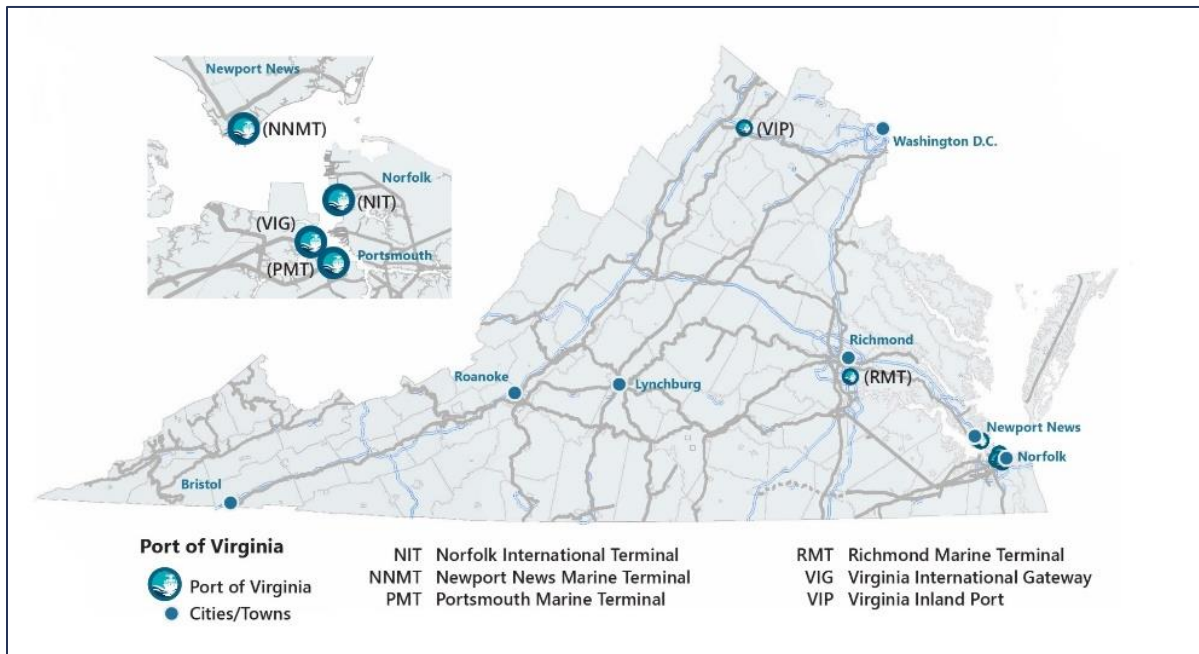 Newport News
(NNMT)
Norfolk
(NIT)
(VIG)
Portsmouth
(PMT)
(VIP)
Washington D.C.
Richmond
(RMT)
Roanoke
Lynchburg
Newport News
Norfolk
Bristol
Port of Virginia
Port of Virginia
Cities/Towns
NIT Norfolk International Terminal
NNMT Newport News Marine Terminal
PMT Portsmouth Marine Terminal
RMT Richmond Marine Terminal
VIG Virginia International Gateway
VIP Virginia Inland Port